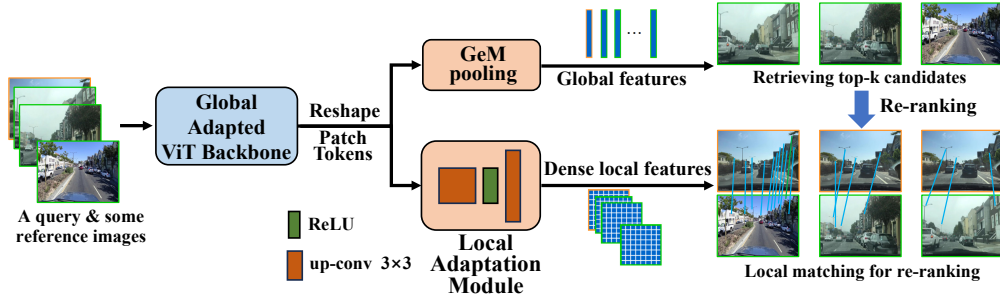 A query & some
reference images
Global
Adapted
ViT Backbone
Reshape
Patch
Tokens
GeM
pooling
...
Global features
Retrieving top-k candidates
Re-ranking
ReLU
up-conv 3×3
Local
Adaptation
Module
Dense local features
Local matching for re-ranking